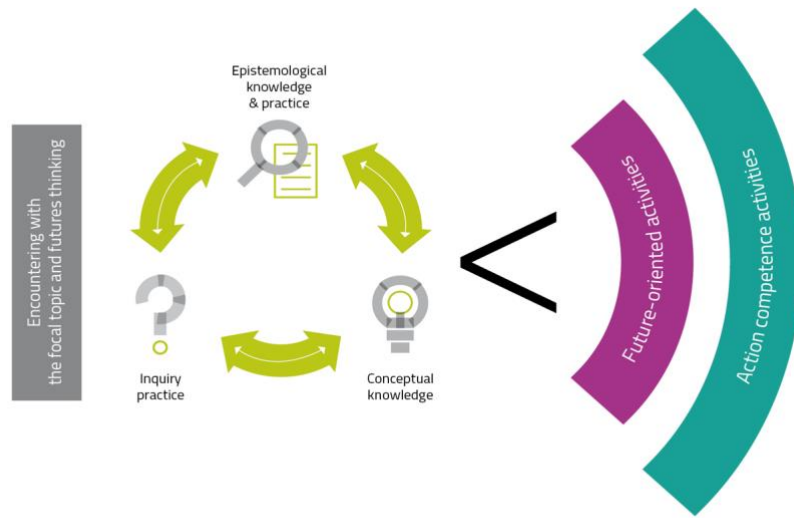 Encountering with
the focal topic and futures thinking
Epistemological
knowledge
& practice
Inquiry
practice
Conceptual
knowledge
<
Future-oriented activities
Action competence activities